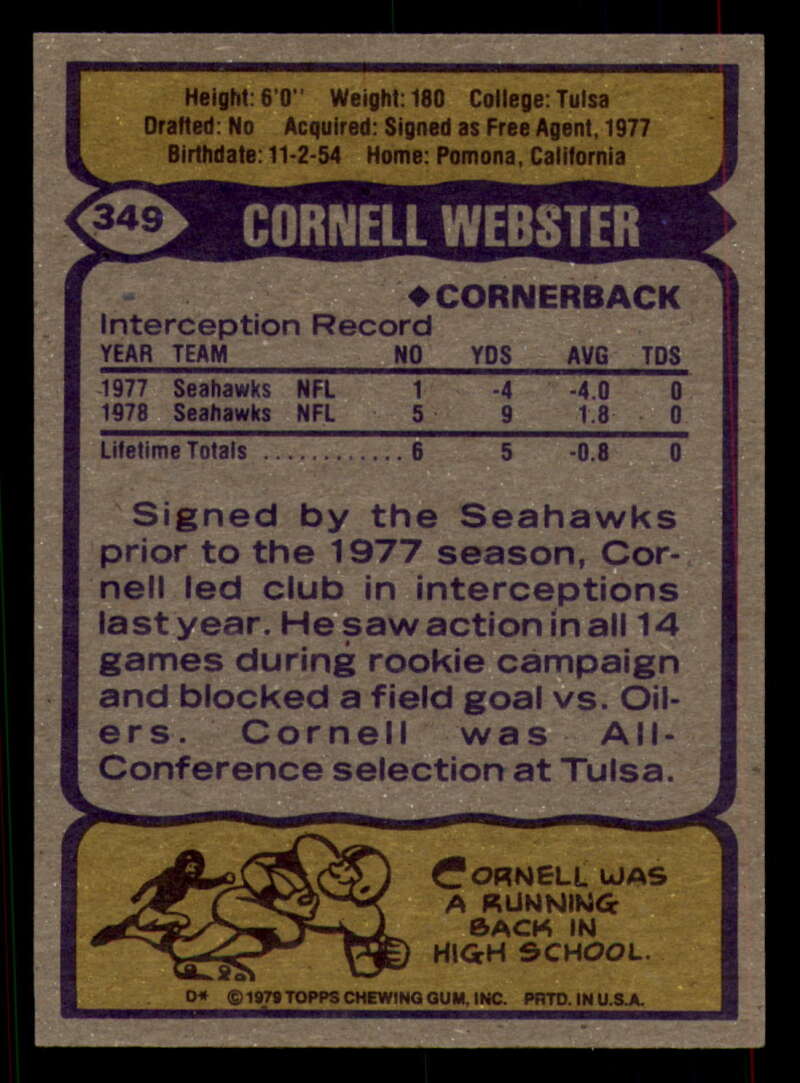 Height: 6'0" Weight: 180 College: Tulsa
Drafted: No Acquired: Signed as Free Agent, 1977
Birthdate: 11-2-54 Home: Pomona, California
349 CORNELL WEBSTER
◆CORNERBACK
Interception Record
YEAR TEAM NO YDS AVG TDS
1977 Seahawks NFL 1 -4 -4.0 0
1978 Seahawks NFL 5 9 1.8 0
Lifetime Totals ............ 6 5 -0.8 0
Signed by the Seahawks
prior to the 1977 season, Cor-
nell led club in interceptions
last year. He saw action in all 14
games during rookie campaign
and blocked a field goal vs. Oil-
ers. Cornell was All-
Conference selection at Tulsa.
CORNELL WAS
A RUNNING
BACK IN
HIGH SCHOOL.
D* © 1979 TOPPS CHEWING GUM, INC. PRTD. IN U.S.A.